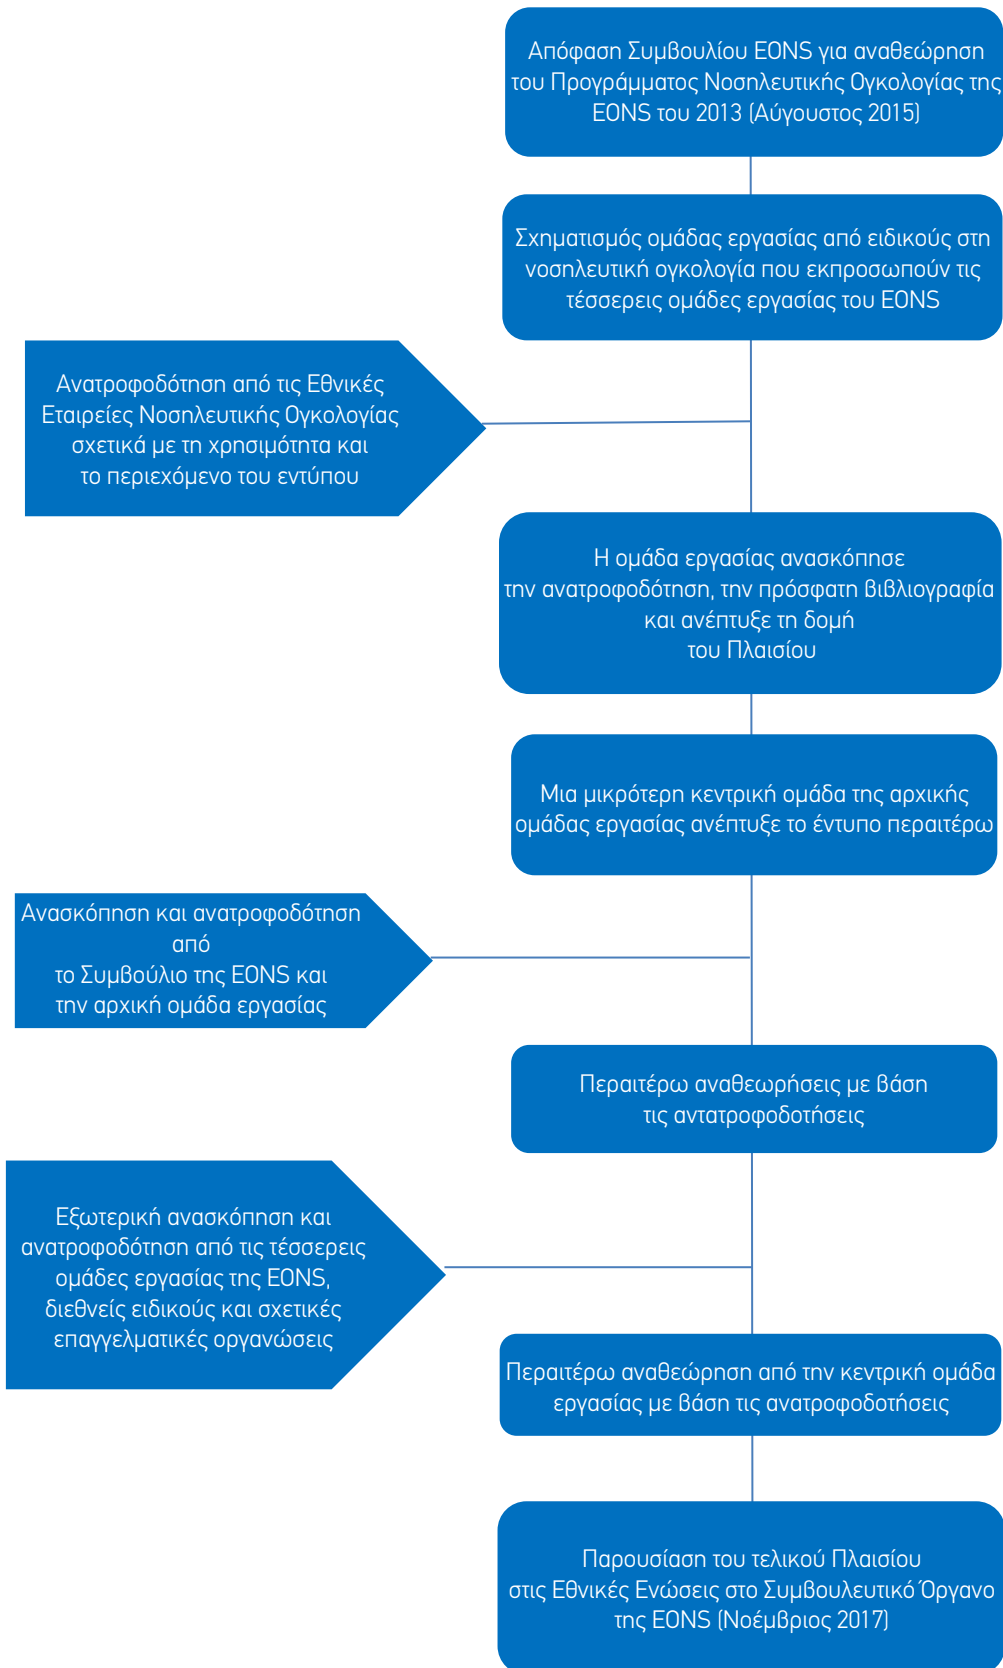 Απόφαση Συμβουλίου EONS για αναθεώρηση
του Προγράμματος Νοσηλευτικής Ογκολογίας της
EONS του 2013 (Αύγουστος 2015)
Σχηματισμός ομάδας εργασίας από ειδικούς στη
νοσηλευτική ογκολογία που εκπροσωπούν τις
τέσσερεις ομάδες εργασίας του EONS
Ανατροφοδότηση από τις Εθνικές
Εταιρείες Νοσηλευτικής Ογκολογίας
σχετικά με τη χρησιμότητα και
το περιεχόμενο του εντύπου
Η ομάδα εργασίας ανασκόπησε
την ανατροφοδότηση, την πρόσφατη βιβλιογραφία
και ανέπτυξε τη δομή
του Πλαισίου
Μια μικρότερη κεντρική ομάδα της αρχικής
ομάδας εργασίας ανέπτυξε το έντυπο περαιτέρω
Ανασκόπηση και ανατροφοδότηση
από
το Συμβούλιο της EONS και
την αρχική ομάδα εργασίας
Περαιτέρω αναθεωρήσεις με βάση
τις αντατροφοδοτήσεις
Εξωτερική ανασκόπηση και
ανατροφοδότηση από τις τέσσερεις
ομάδες εργασίας της EONS,
διεθνείς ειδικούς και σχετικές
επαγγελματικές οργανώσεις
Περαιτέρω αναθεώρηση από την κεντρική ομάδα
εργασίας με βάση τις ανατροφοδοτήσεις
Παρουσίαση του τελικού Πλαισίου
στις Εθνικές Ενώσεις στο Συμβουλευτικό Όργανο
της EONS (Νοέμβριος 2017)